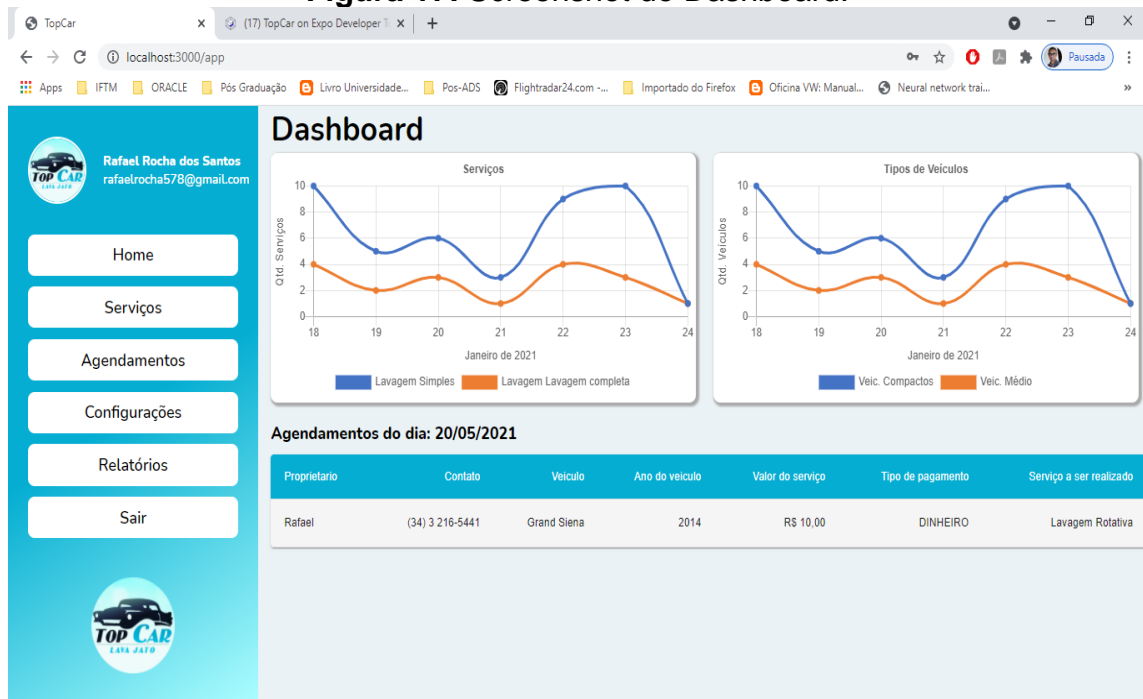 Figura 17: Screenshot do Dashboard.
TopCar
(17) TopCar on Expo Developer T
localhost:3000/app
Pausada
Apps
IFTM
ORACLE
Pós Graduação
Livro Universidade...
Pos-ADS
Flightradar24.com -...
Importado do Firefox
Oficina VW: Manual...
Neural network trai...
»
TOP CAR
LAVA JATO
Rafael Rocha dos Santos
rafaelrocha578@gmail.com
Home
Serviços
Agendamentos
Configurações
Relatórios
Sair
TOP CAR
LAVA JATO
Dashboard
Serviços
Qtd. Serviços
10
8
6
4
2
0
18 19 20 21 22 23 24
Janeiro de 2021
Lavagem Simples Lavagem Lavagem completa
Tipos de Veículos
Qtd. Veículos
10
8
6
4
2
0
18 19 20 21 22 23 24
Janeiro de 2021
Veic. Compactos Veic. Médio
Agendamentos do dia: 20/05/2021
Proprietario Contato Veiculo Ano do veiculo Valor do serviço Tipo de pagamento Serviço a ser realizado
Rafael (34) 3 216-5441 Grand Siena 2014 R$ 10,00 DINHEIRO Lavagem Rotativa